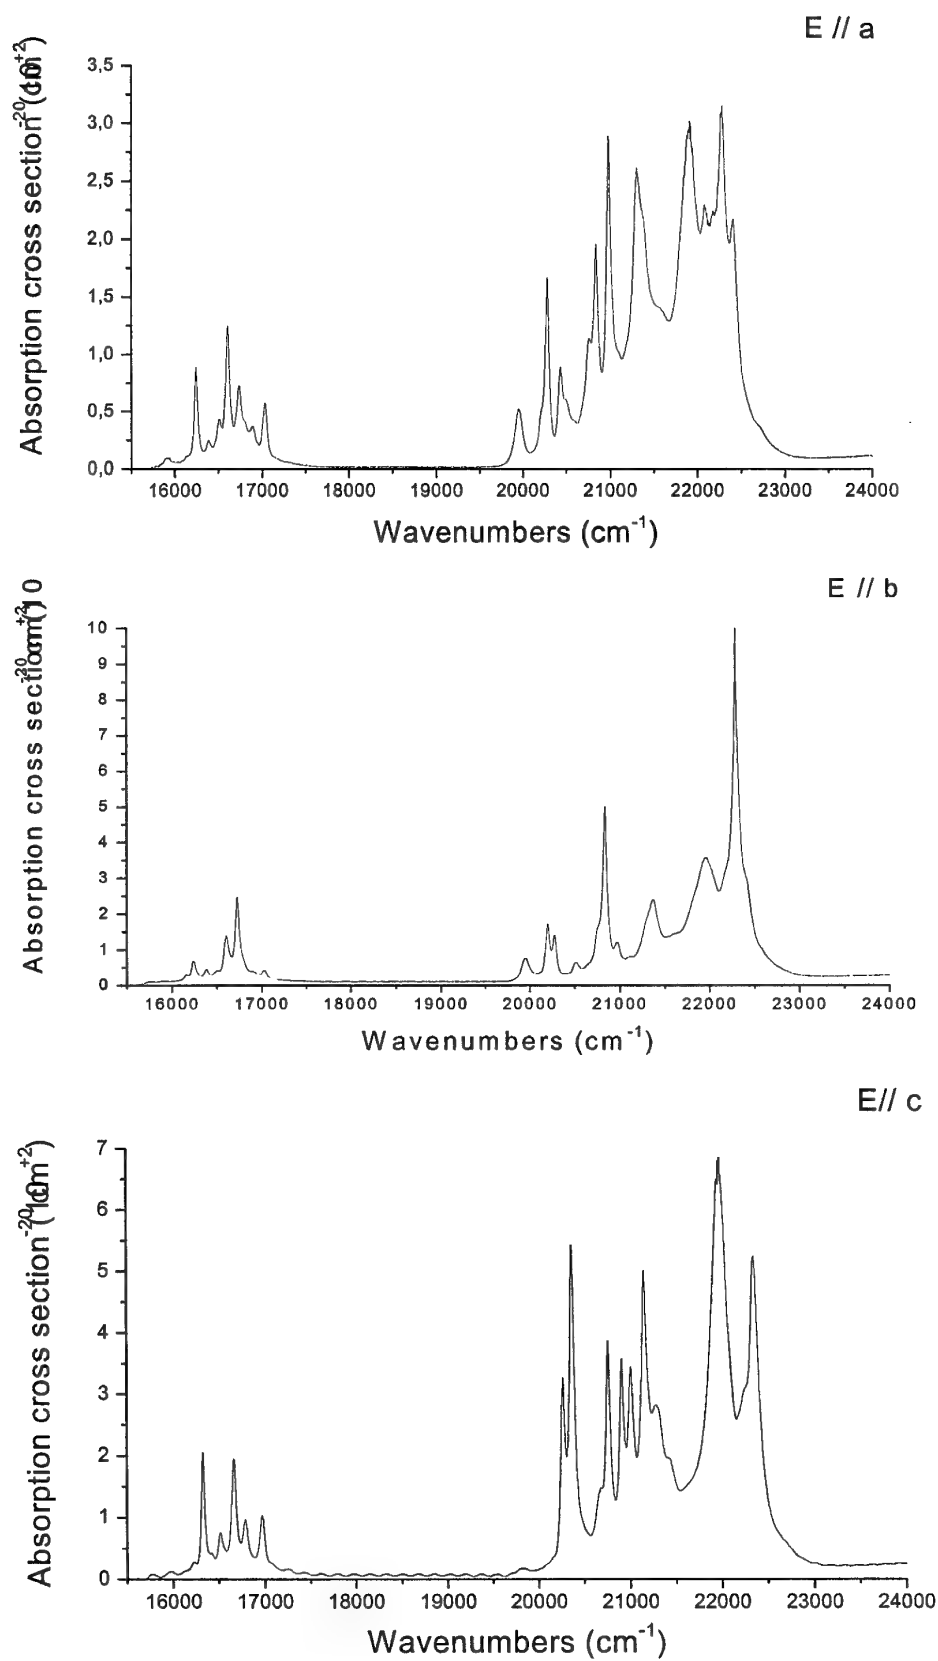 E // a
Absorption cross section (10⁻²⁰ cm⁺²)
3,5
3,0
2,5
2,0
1,5
1,0
0,5
0,0
16000 17000 18000 19000 20000 21000 22000 23000 24000
Wavenumbers (cm⁻¹)
E // b
Absorption cross section (10⁻²⁰ cm⁺²)
10
9
8
7
6
5
4
3
2
1
0
16000 17000 18000 19000 20000 21000 22000 23000 24000
Wavenumbers (cm⁻¹)
E// c
Absorption cross section (10⁻²⁰ cm⁺²)
7
6
5
4
3
2
1
0
16000 17000 18000 19000 20000 21000 22000 23000 24000
Wavenumbers (cm⁻¹)